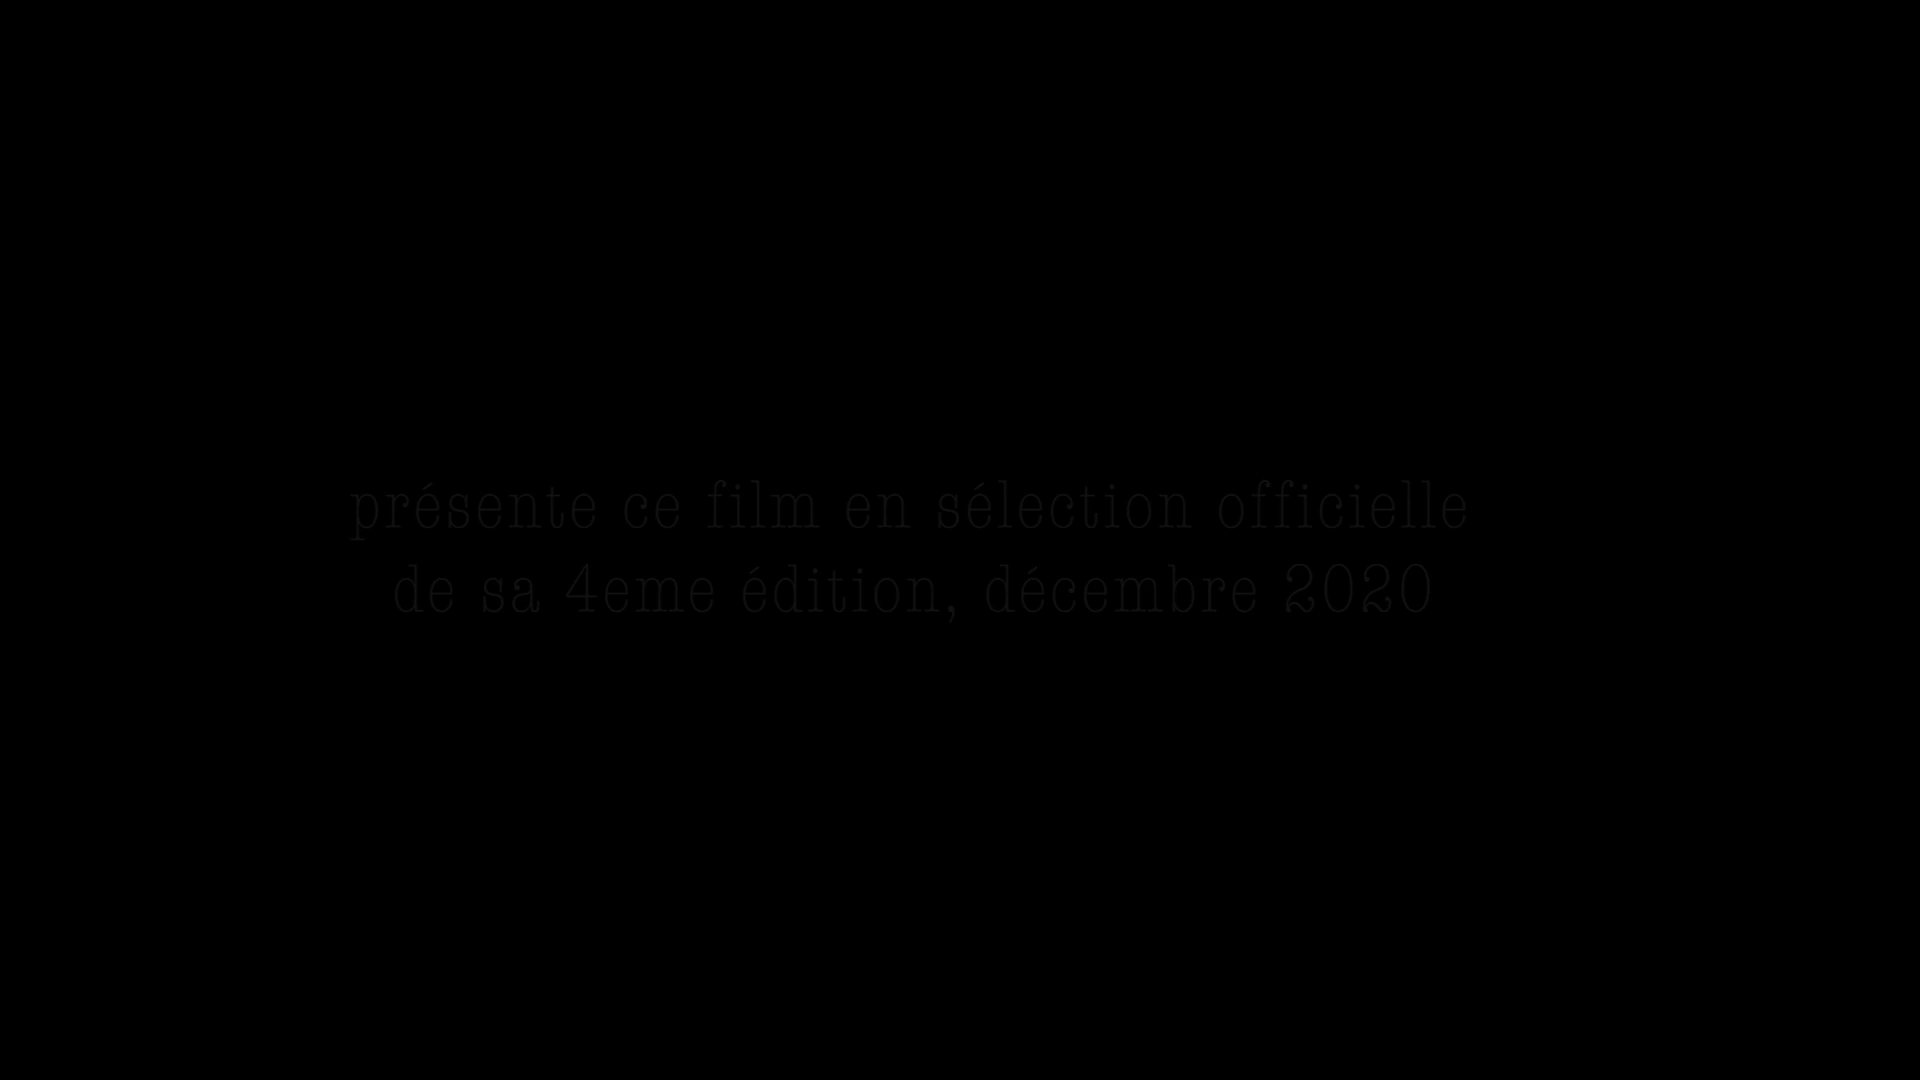 présente ce film en sélection officielle
de sa 4eme édition, décembre 2020